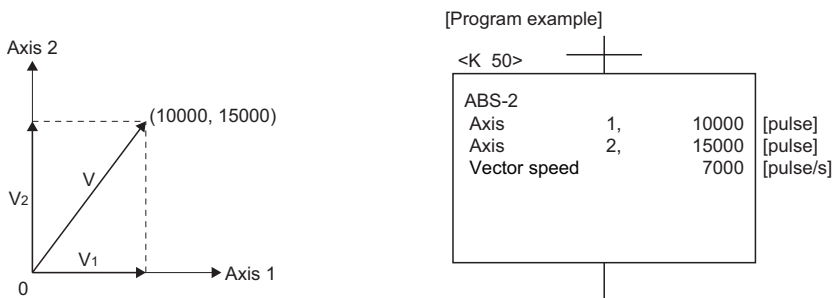 Axis 2
(10000, 15000)
V
V2
V1
0
Axis 1
[Program example]
<K 50>
ABS-2
Axis 1, 10000 [pulse]
Axis 2, 15000 [pulse]
Vector speed 7000 [pulse/s]